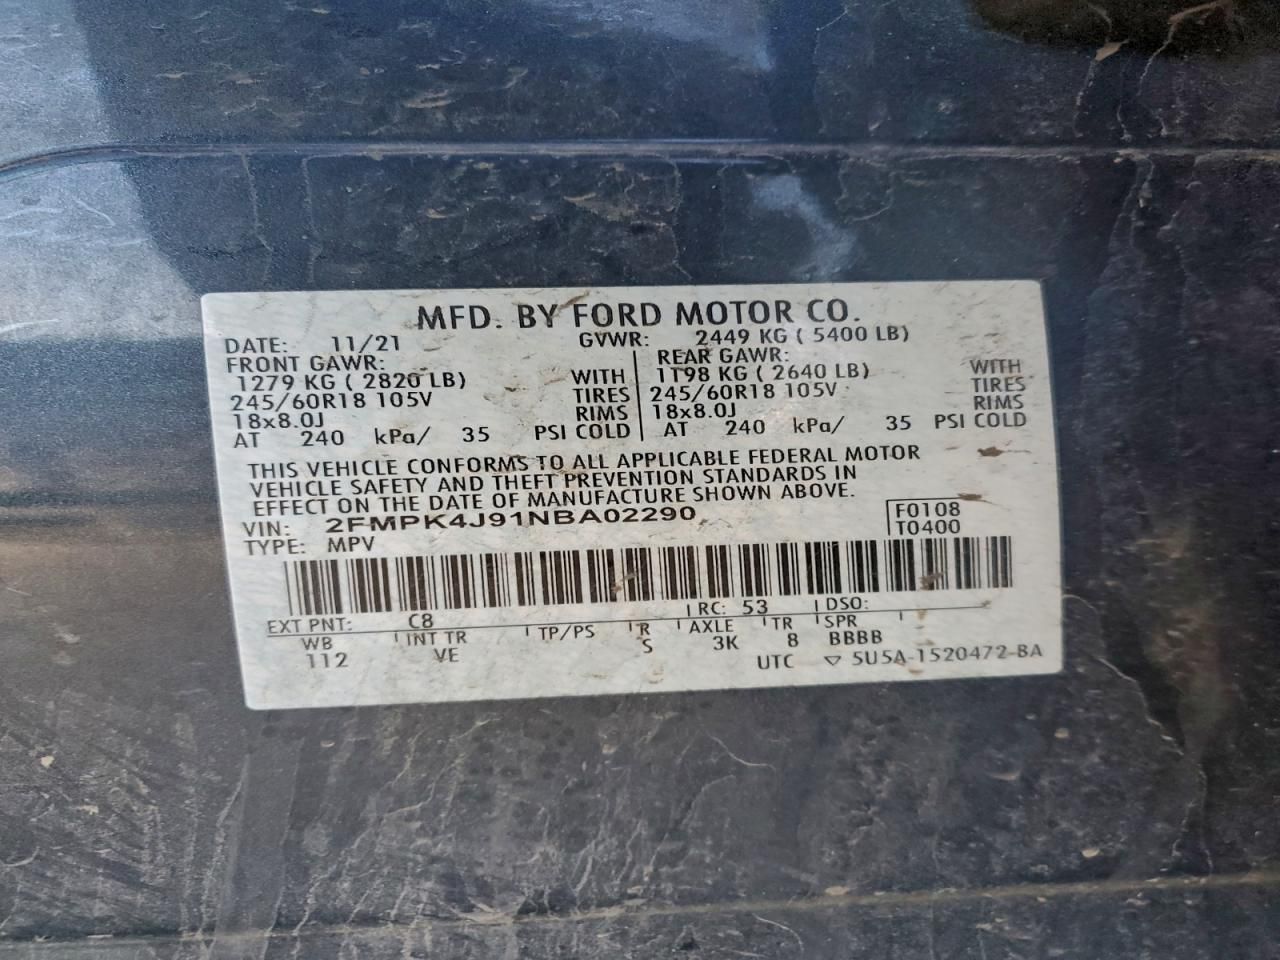 MFD. BY FORD MOTOR CO.
DATE: 11/21 GVWR: 2449 KG ( 5400 LB)
FRONT GAWR: REAR GAWR:
1279 KG ( 2820 LB) WITH 1198 KG ( 2640 LB) WITH
245/60R18 105V TIRES 245/60R18 105V TIRES
18x8.0J RIMS 18x8.0J RIMS
AT 240 kPa/ 35 PSI COLD AT 240 kPa/ 35 PSI COLD
THIS VEHICLE CONFORMS TO ALL APPLICABLE FEDERAL MOTOR
VEHICLE SAFETY AND THEFT PREVENTION STANDARDS IN
EFFECT ON THE DATE OF MANUFACTURE SHOWN ABOVE.
VIN: 2FMPK4J91NBA02290 F0108
TYPE: MPV T0400
EXT PNT: C8 RC: 53 DSO:
WB INT TR TP/PS R AXLE TR SPR
112 VE S 3K 8 BBBB
UTC ▽ 5U5A-1520472-BA